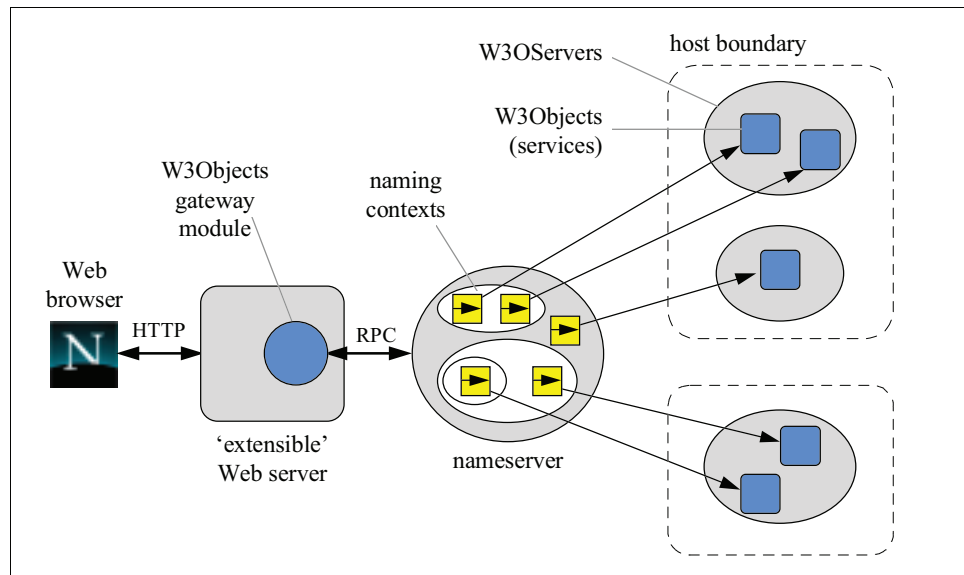 W3OServers
host boundary
W3Objects
(services)
W3Objects
gateway
module
naming
contexts
Web
browser
N
HTTP
RPC
'extensible'
Web server
nameserver